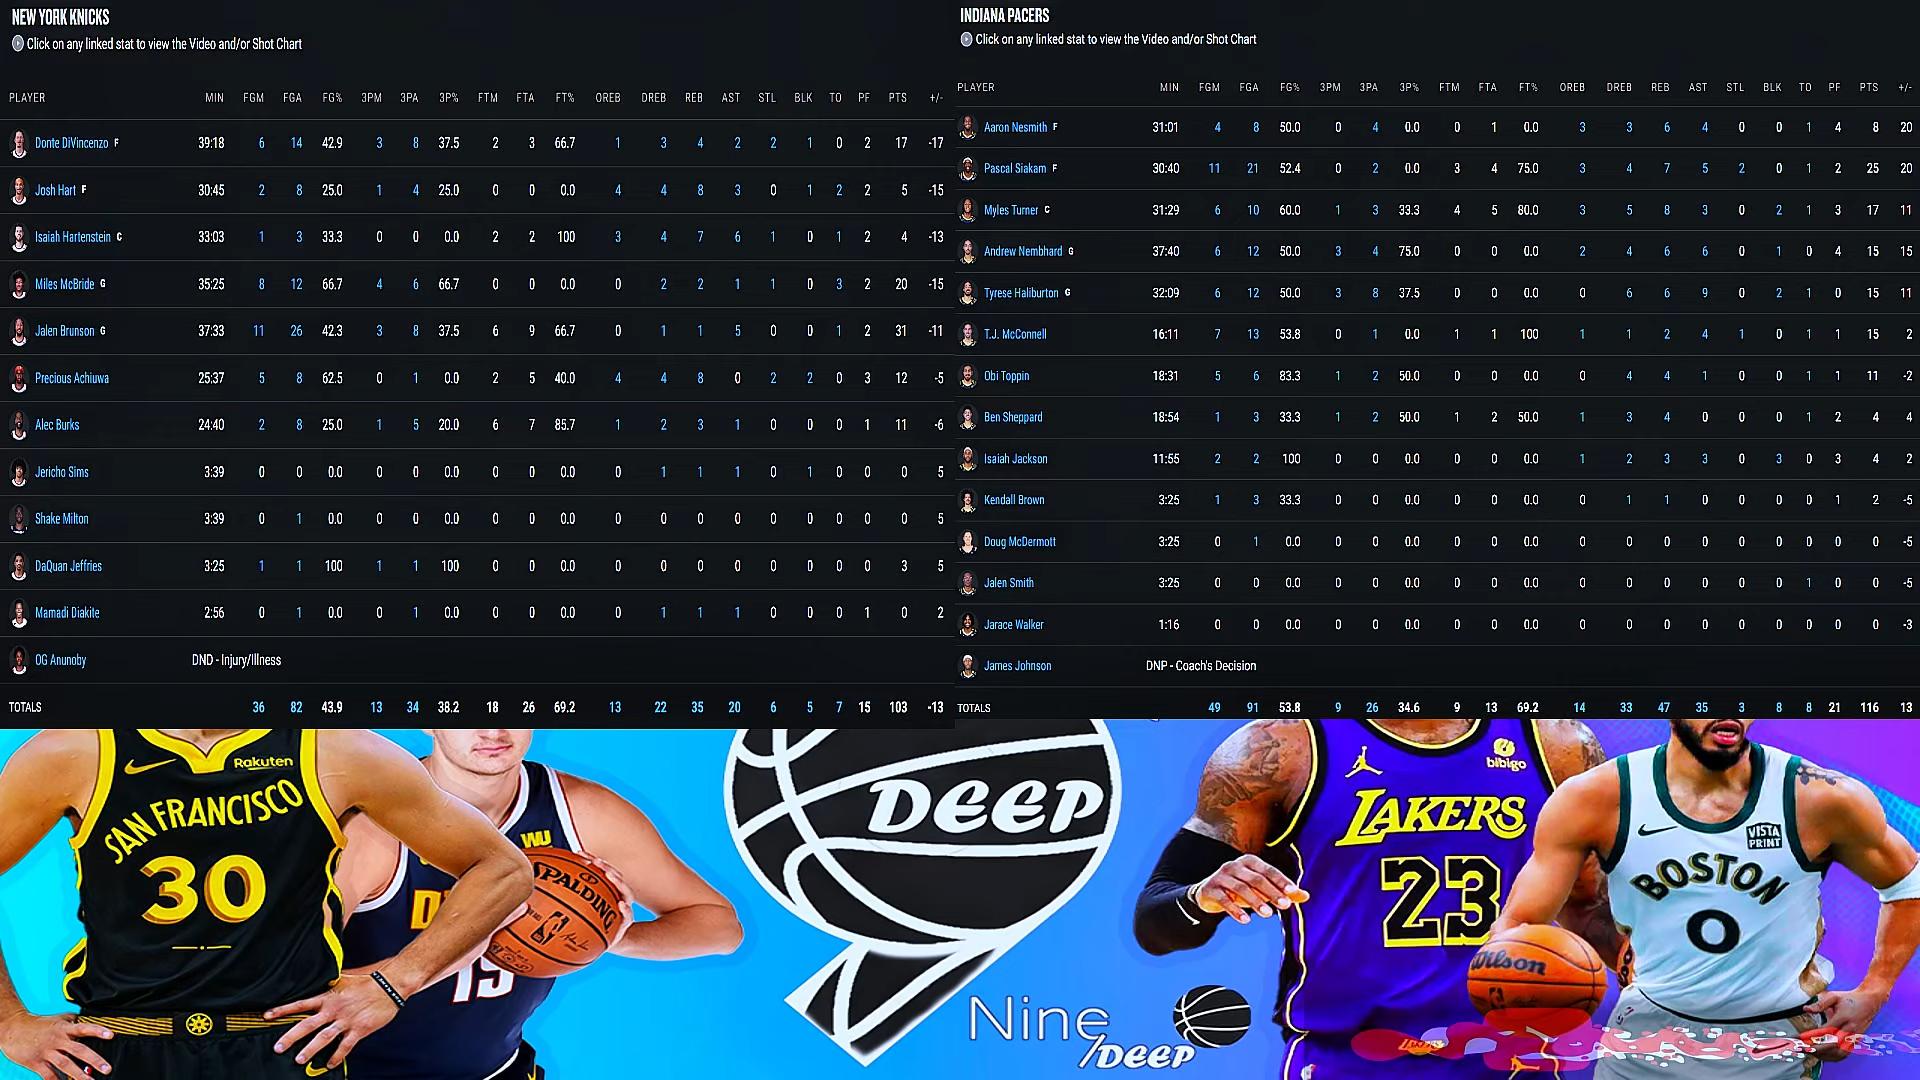 NEW YORK KNICKS
Click on any linked stat to view the Video and/or Shot Chart
PLAYER MIN FGM FGA FG% 3PM 3PA 3P% FTM FTA FT% OREB DREB REB AST STL BLK TO PF PTS +/-
Donte DiVincenzo F 39:18 6 14 42.9 3 8 37.5 2 3 66.7 1 3 4 2 2 1 0 2 17 -17
Josh Hart F 30:45 2 8 25.0 1 4 25.0 0 0 0.0 4 4 8 3 0 1 2 2 5 -15
Isaiah Hartenstein C 33:03 1 3 33.3 0 0 0.0 2 2 100 3 4 7 6 1 0 1 2 4 -13
Miles McBride G 35:25 8 12 66.7 4 6 66.7 0 0 0.0 0 2 2 1 1 0 3 2 20 -15
Jalen Brunson G 37:33 11 26 42.3 3 8 37.5 6 9 66.7 0 1 1 5 0 0 1 2 31 -11
Precious Achiuwa 25:37 5 8 62.5 0 1 0.0 2 5 40.0 4 4 8 0 2 2 0 3 12 -5
Alec Burks 24:40 2 8 25.0 1 5 20.0 6 7 85.7 1 2 3 1 0 0 0 1 11 -6
Jericho Sims 3:39 0 0 0.0 0 0 0.0 0 0 0.0 0 1 1 1 0 1 0 0 0 5
Shake Milton 3:39 0 1 0.0 0 0 0.0 0 0 0.0 0 0 0 0 0 0 0 0 0 5
DaQuan Jeffries 3:25 1 1 100 1 1 100 0 0 0.0 0 0 0 0 0 0 0 0 3 5
Mamadi Diakite 2:56 0 1 0.0 0 1 0.0 0 0 0.0 0 1 1 1 0 0 0 1 0 2
OG Anunoby DND - Injury/Illness
TOTALS 36 82 43.9 13 34 38.2 18 26 69.2 13 22 35 20 6 5 7 15 103 -13
INDIANA PACERS
Click on any linked stat to view the Video and/or Shot Chart
PLAYER MIN FGM FGA FG% 3PM 3PA 3P% FTM FTA FT% OREB DREB REB AST STL BLK TO PF PTS +/-
Aaron Nesmith F 31:01 4 8 50.0 0 4 0.0 0 1 0.0 3 3 6 4 0 0 1 4 8 20
Pascal Siakam F 30:40 11 21 52.4 0 2 0.0 3 4 75.0 3 4 7 5 2 0 1 2 25 20
Myles Turner C 31:29 6 10 60.0 1 3 33.3 4 5 80.0 3 5 8 3 0 2 1 3 17 11
Andrew Nembhard G 37:40 6 12 50.0 3 4 75.0 0 0 0.0 2 4 6 6 0 1 0 4 15 15
Tyrese Haliburton G 32:09 6 12 50.0 3 8 37.5 0 0 0.0 0 6 6 9 0 2 1 0 15 11
T.J. McConnell 16:11 7 13 53.8 0 1 0.0 1 1 100 1 1 2 4 1 0 1 1 15 2
Obi Toppin 18:31 5 6 83.3 1 2 50.0 0 0 0.0 0 4 4 1 0 0 1 1 11 -2
Ben Sheppard 18:54 1 3 33.3 1 2 50.0 1 2 50.0 1 3 4 0 0 0 1 2 4 4
Isaiah Jackson 11:55 2 2 100 0 0 0.0 0 0 0.0 1 2 3 3 0 3 0 3 4 2
Kendall Brown 3:25 1 3 33.3 0 0 0.0 0 0 0.0 0 1 1 0 0 0 0 1 2 -5
Doug McDermott 3:25 0 1 0.0 0 0 0.0 0 0 0.0 0 0 0 0 0 0 0 0 0 -5
Jalen Smith 3:25 0 0 0.0 0 0 0.0 0 0 0.0 0 0 0 0 0 0 1 0 0 -5
Jarace Walker 1:16 0 0 0.0 0 0 0.0 0 0 0.0 0 0 0 0 0 0 0 0 0 -3
James Johnson DNP - Coach's Decision
TOTALS 49 91 53.8 9 26 34.6 9 13 69.2 14 33 47 35 3 8 8 21 116 13
Rakuten
SAN FRANCISCO
30
WU
SPALDING
15
DEEP
Nine
/DEEP
bibigo
LAKERS
23
VISTA
PRINT
BOSTON
0
Wilson